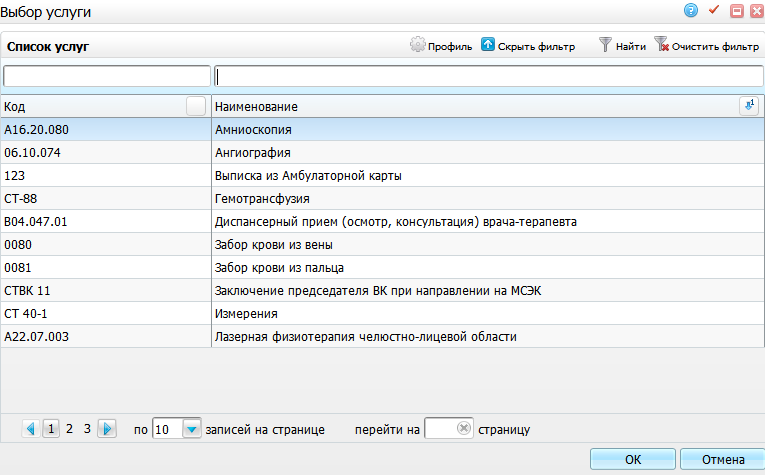 Выбор услуги
Список услуг Профиль Скрыть фильтр Найти Очистить фильтр
Код Наименование 1
A16.20.080 Амниоскопия
06.10.074 Ангиография
123 Выписка из Амбулаторной карты
СТ-88 Гемотрансфузия
B04.047.01 Диспансерный прием (осмотр, консультация) врача-терапевта
0080 Забор крови из вены
0081 Забор крови из пальца
СТВК 11 Заключение председателя ВК при направлении на МСЭК
СТ 40-1 Измерения
A22.07.003 Лазерная физиотерапия челюстно-лицевой области
1 2 3 по 10 записей на странице перейти на страницу
ОК Отмена